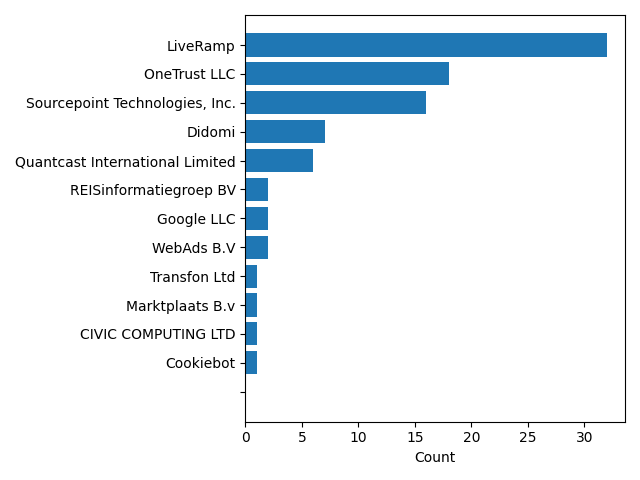 LiveRamp
OneTrust LLC
Sourcepoint Technologies, Inc.
Didomi
Quantcast International Limited
REISinformatiegroep BV
Google LLC
WebAds B.V
Transfon Ltd
Marktplaats B.v
CIVIC COMPUTING LTD
Cookiebot
0 5 10 15 20 25 30
Count